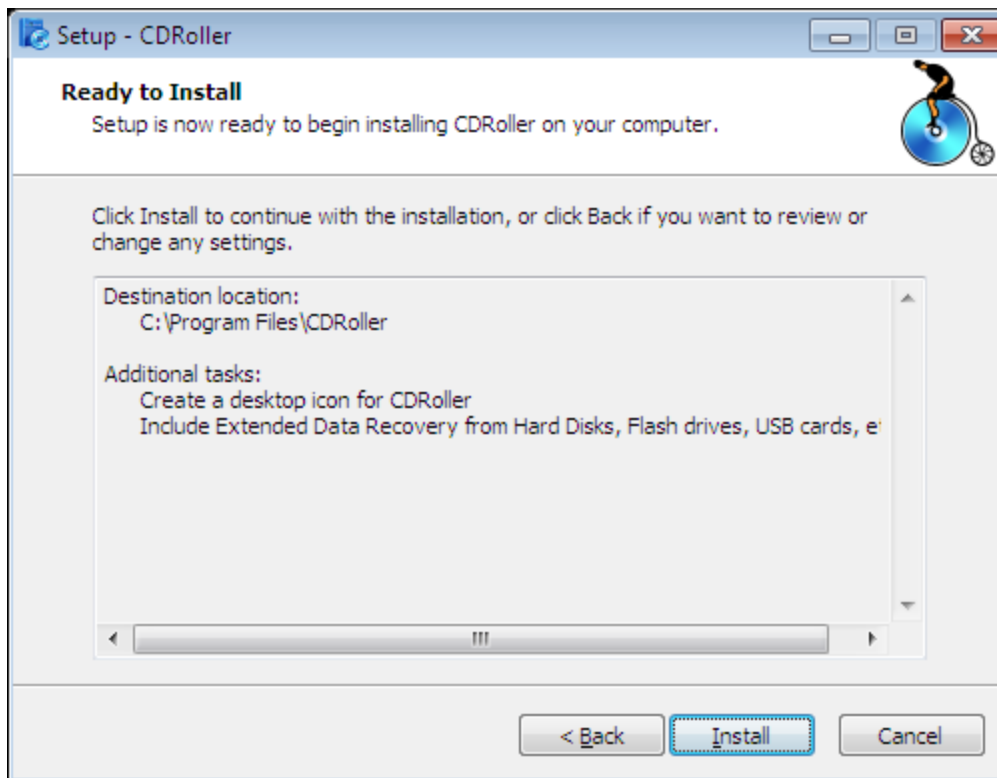 Setup - CDRoller
Ready to Install
Setup is now ready to begin installing CDRoller on your computer.
Click Install to continue with the installation, or click Back if you want to review or
change any settings.
Destination location:
C:\Program Files\CDRoller
Additional tasks:
Create a desktop icon for CDRoller
Include Extended Data Recovery from Hard Disks, Flash drives, USB cards,
< Back
Install
Cancel